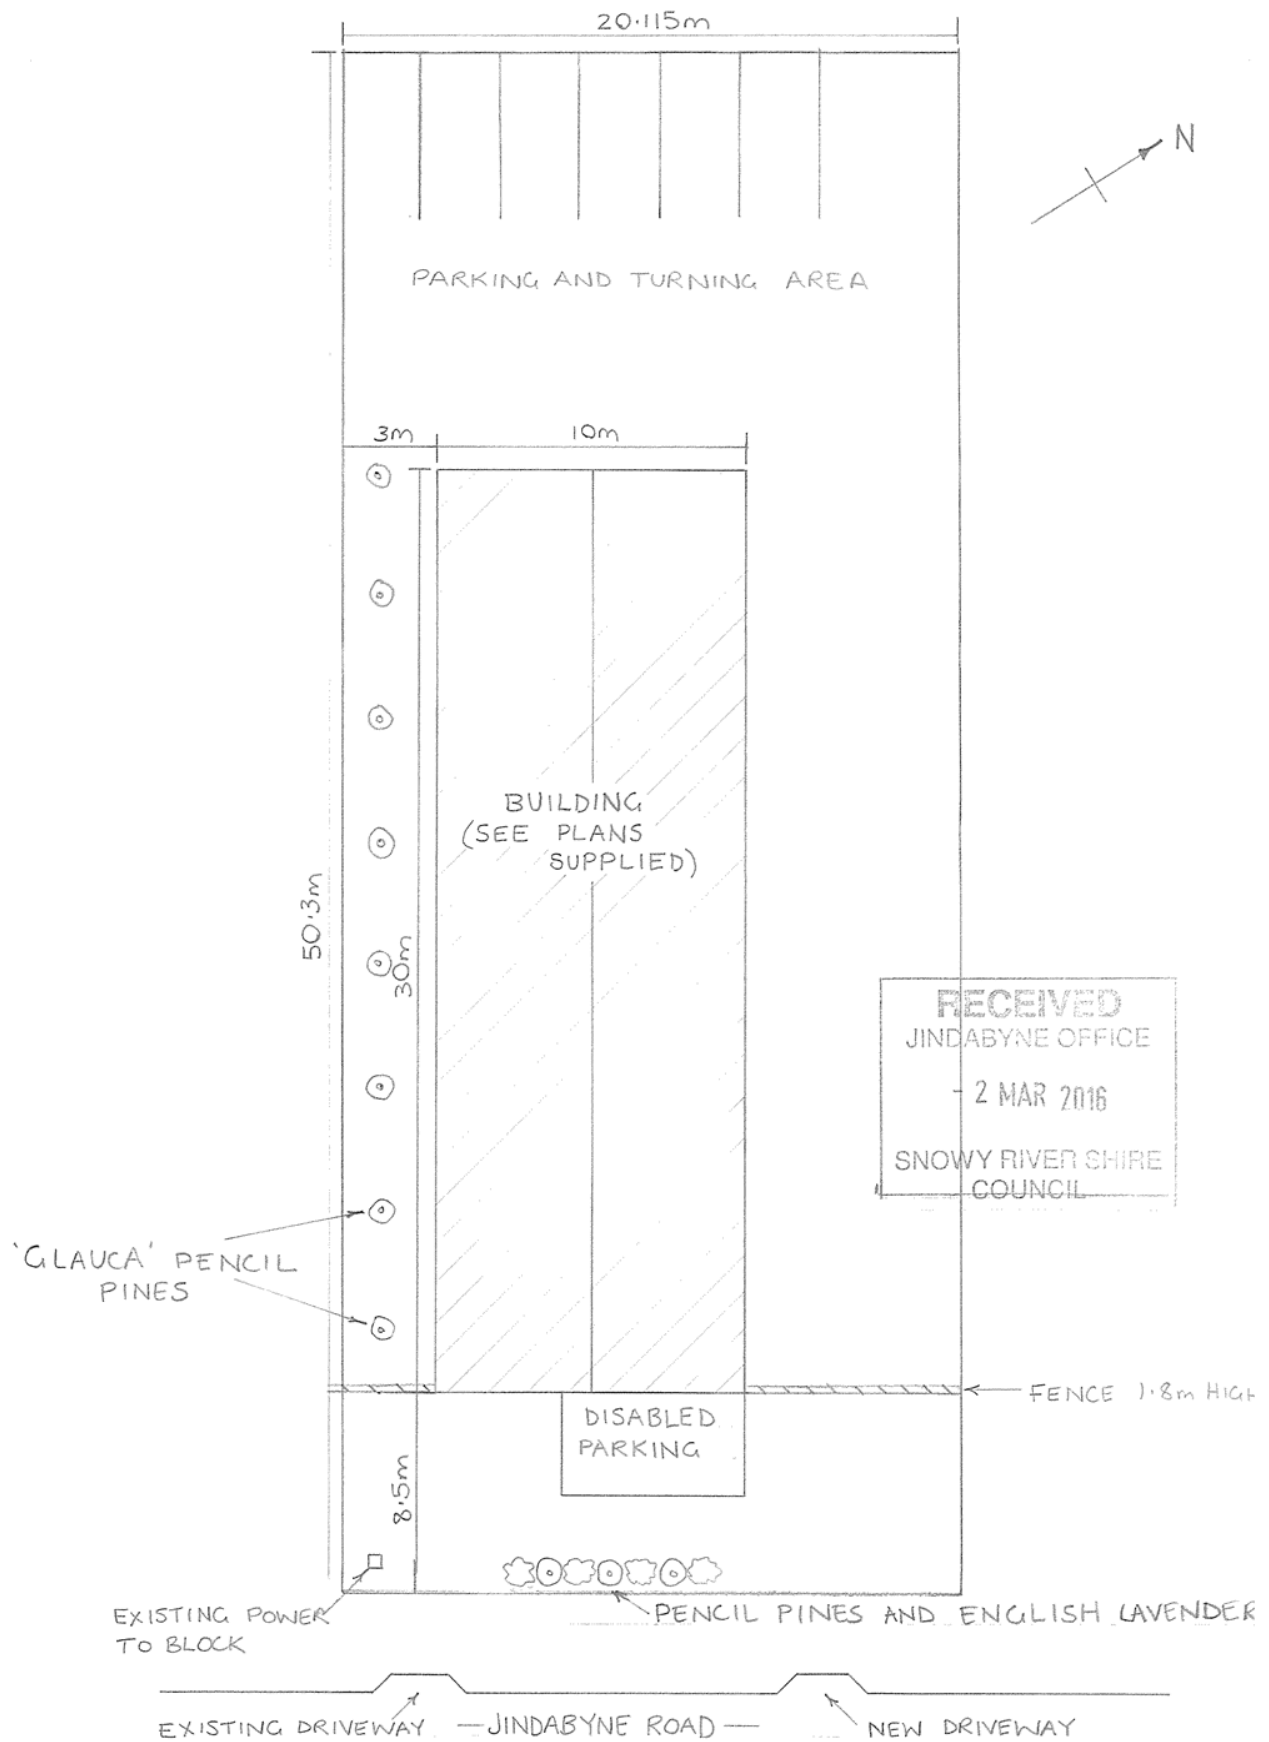 20.115m
N
PARKING AND TURNING AREA
3m
10m
BUILDING
(SEE PLANS
SUPPLIED)
50.3m
30m
RECEIVED
JINDABYNE OFFICE
- 2 MAR 2016
SNOWY RIVER SHIRE
COUNCIL
'GLAUCA' PENCIL
PINES
FENCE 1.8m HIGH
DISABLED
PARKING
8.5m
EXISTING POWER
TO BLOCK
PENCIL PINES AND ENGLISH LAVENDER
EXISTING DRIVEWAY
—JINDABYNE ROAD—
NEW DRIVEWAY